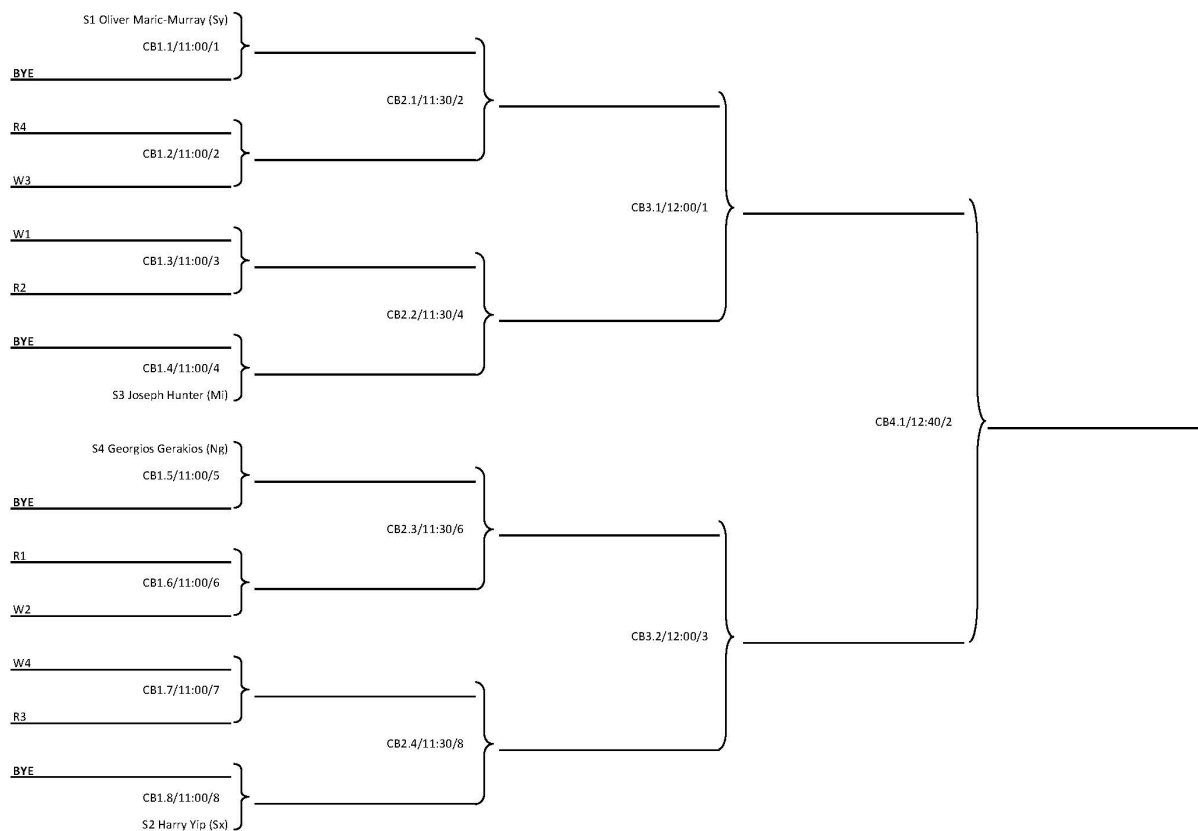 S1 Oliver Maric-Murray (Sy)
CB1.1/11:00/1
BYE
CB2.1/11:30/2
R4
CB1.2/11:00/2
W3
CB3.1/12:00/1
W1
CB1.3/11:00/3
R2
CB2.2/11:30/4
BYE
CB1.4/11:00/4
S3 Joseph Hunter (Mi)
CB4.1/12:40/2
S4 Georgios Gerakios (Ng)
CB1.5/11:00/5
BYE
CB2.3/11:30/6
R1
CB1.6/11:00/6
W2
CB3.2/12:00/3
W4
CB1.7/11:00/7
R3
CB2.4/11:30/8
BYE
CB1.8/11:00/8
S2 Harry Yip (Sx)